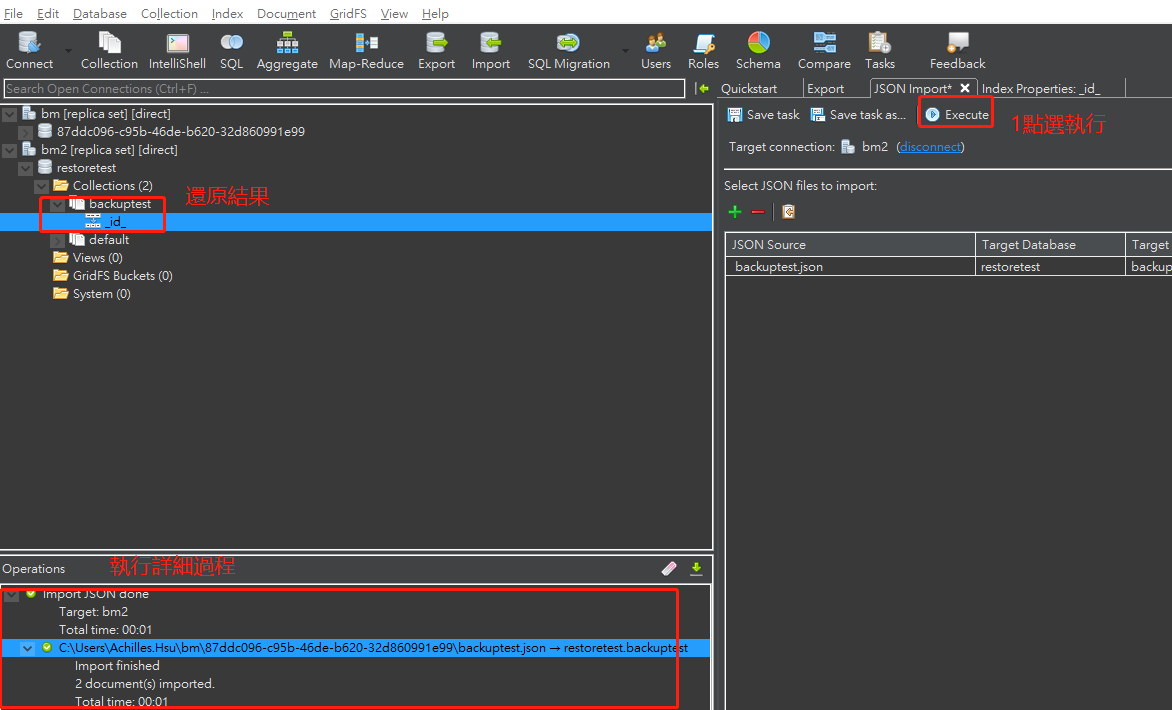 File Edit Database Collection Index Document GridFS View Help
Connect Collection IntelliShell SQL Aggregate Map-Reduce Export Import SQL Migration Users Roles Schema Compare Tasks Feedback
Search Open Connections (Ctrl+F) ...
bm [replica set] [direct]
87ddc096-c95b-46de-b620-32d860991e99
bm2 [replica set] [direct]
restoretest
Collections (2)
backuptest
還原結果
_id_
default
Views (0)
GridFS Buckets (0)
System (0)
Quickstart Export JSON Import* Index Properties: _id_
Save task Save task as... Execute
1點選執行
Target connection: bm2 (disconnect)
Select JSON files to import:
JSON Source Target Database Target
backuptest.json restoretest backup
Operations
執行詳細過程
Import JSON done
Target: bm2
Total time: 00:01
C:\Users\Achilles.Hsu\bm\87ddc096-c95b-46de-b620-32d860991e99\backuptest.json → restoretest.backuptest
Import finished
2 document(s) imported.
Total time: 00:01